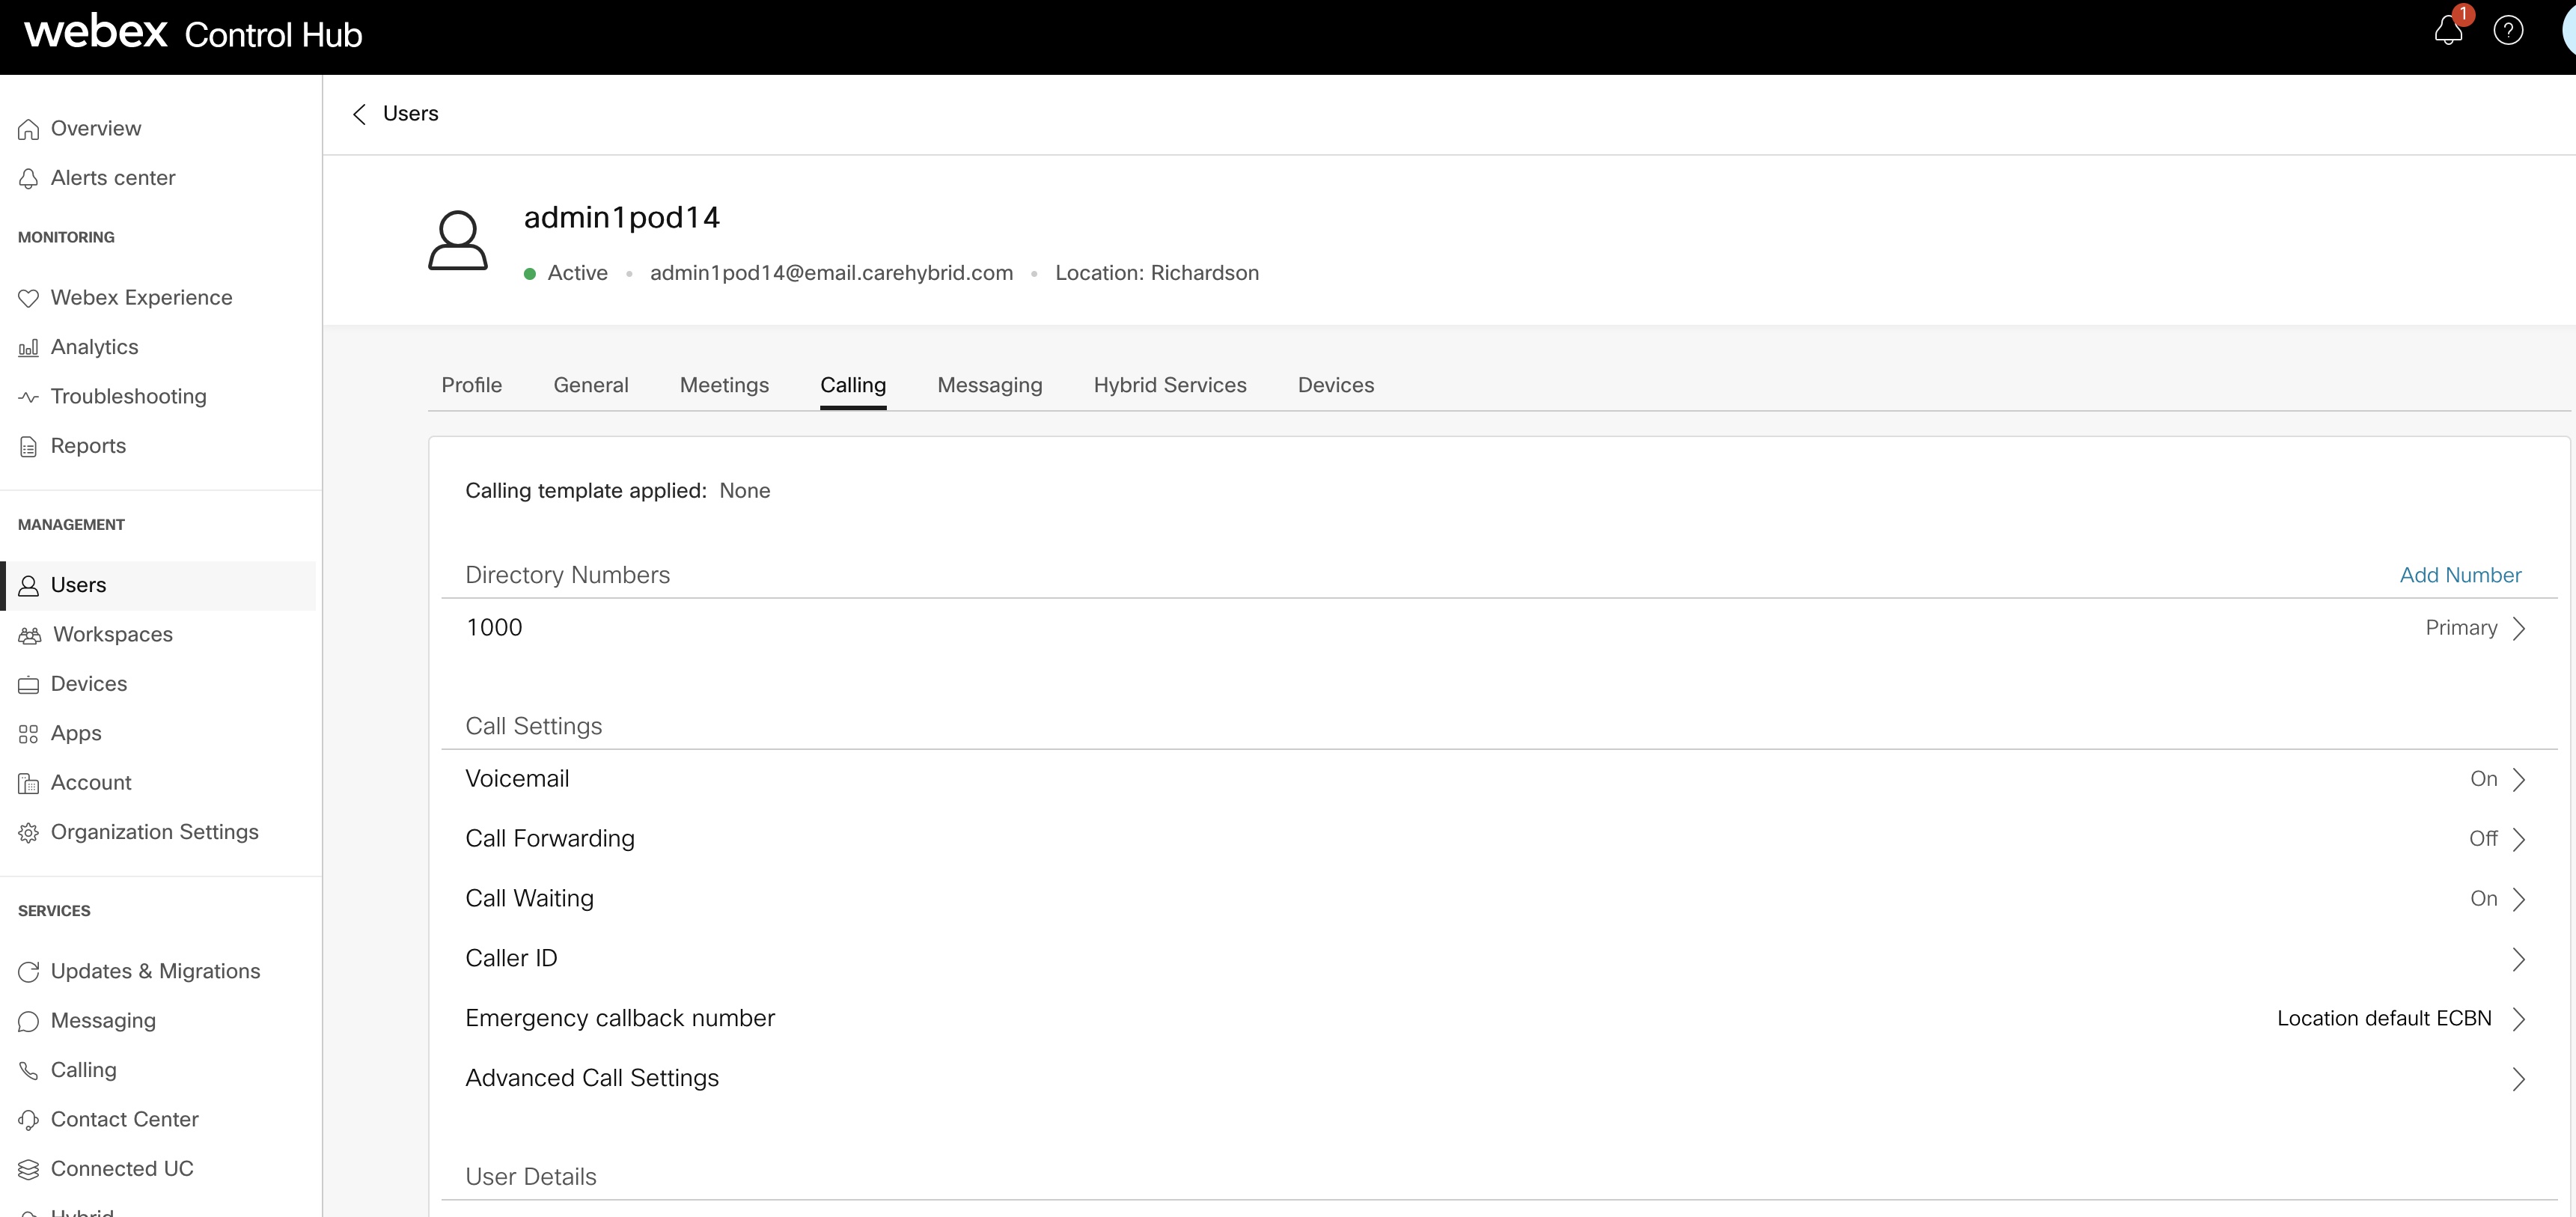 webex Control Hub
1
?
Overview
Alerts center
MONITORING
Webex Experience
Analytics
Troubleshooting
Reports
MANAGEMENT
Users
Workspaces
Devices
Apps
Account
Organization Settings
SERVICES
Updates & Migrations
Messaging
Calling
Contact Center
Connected UC
Hybrid
Users
admin1pod14
Active • admin1pod14@email.carehybrid.com • Location: Richardson
Profile General Meetings Calling Messaging Hybrid Services Devices
Calling template applied: None
Directory Numbers Add Number
1000 Primary
Call Settings
Voicemail On
Call Forwarding Off
Call Waiting On
Caller ID
Emergency callback number Location default ECBN
Advanced Call Settings
User Details